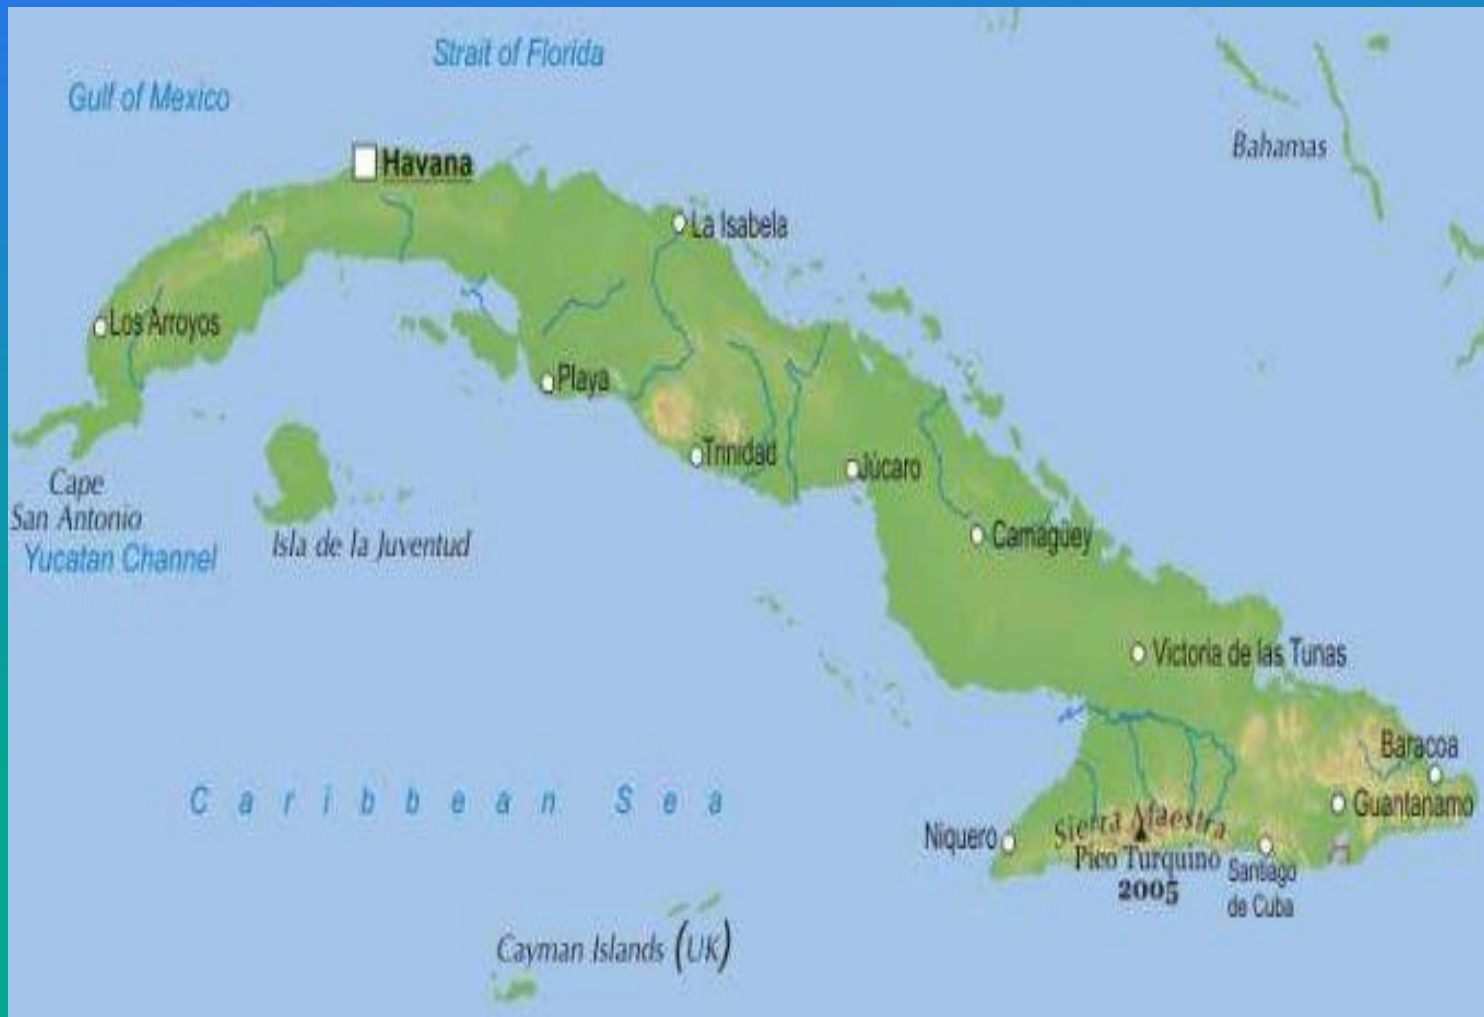 Strait of Florida
Gulf of Mexico
Bahamas
Havana
La Isabela
Los Arroyos
Playa
Trinidad
Júcaro
Cape
San Antonio
Yucatan Channel
Isla de la Juventud
Camagüey
Victoria de las Tunas
Baracoa
Caribbean Sea
Guantanamo
Niquero
Sierra Maestra
Pico Turquino
2005
Santiago
de Cuba
Cayman Islands (UK)